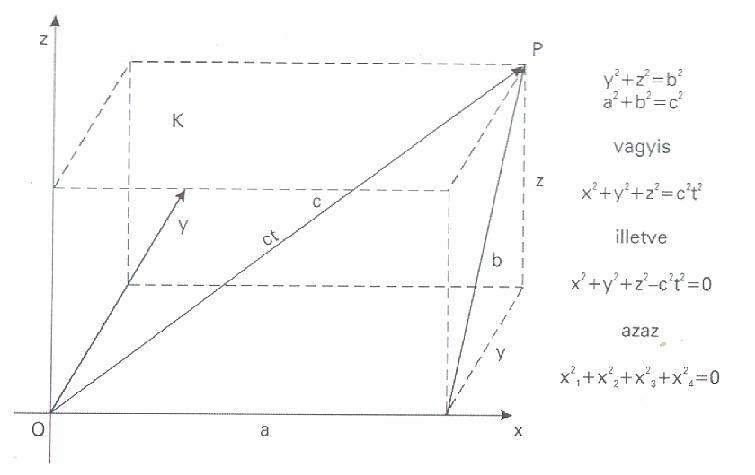 z
P
K
z
c
y
ct
b
y
O
a
x
y²+z²=b²
a²+b²=c²
vagyis
x²+y²+z²=c²t²
illetve
x²+y²+z²–c²t²=0
azaz
x²₁+x²₂+x²₃+x²₄=0